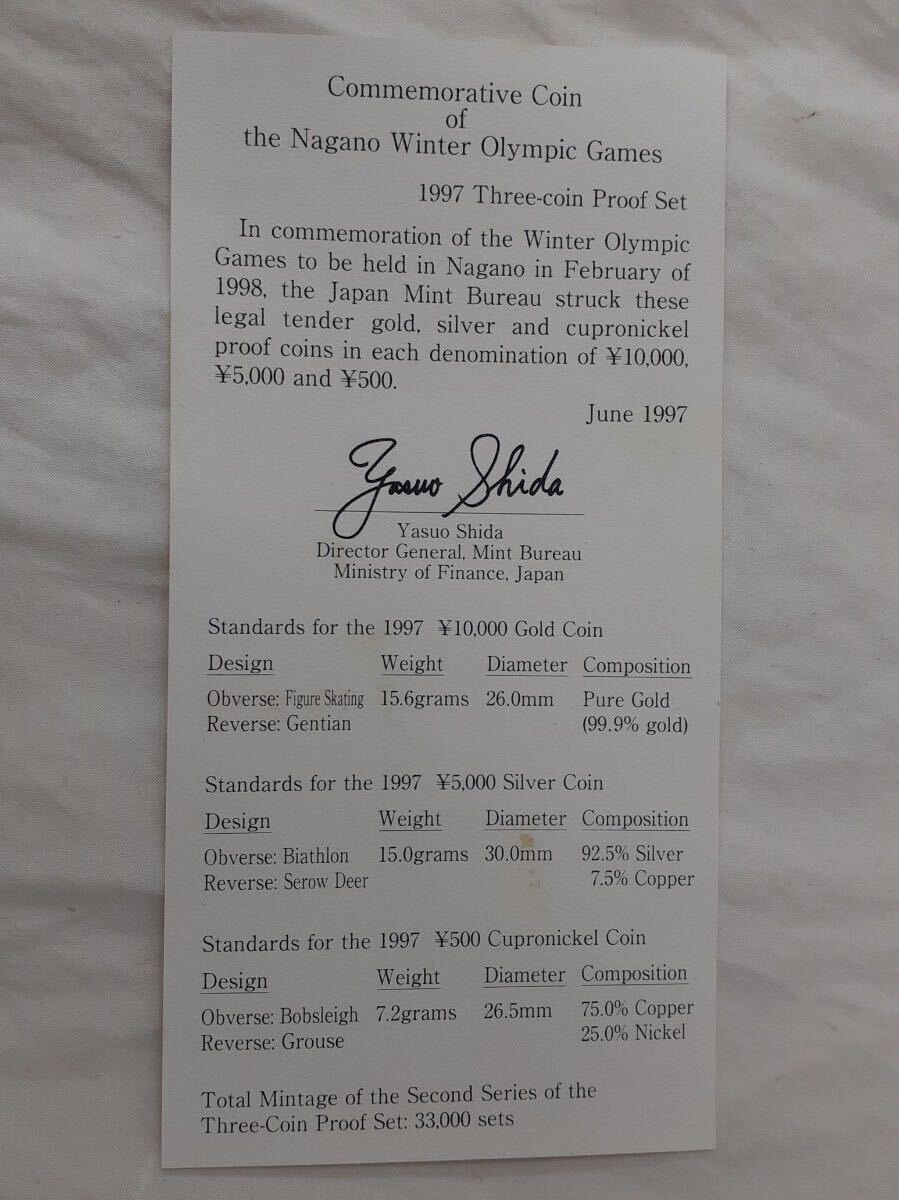 Commemorative Coin
of
the Nagano Winter Olympic Games
1997 Three-coin Proof Set
In commemoration of the Winter Olympic
Games to be held in Nagano in February of
1998, the Japan Mint Bureau struck these
legal tender gold, silver and cupronickel
proof coins in each denomination of ¥10,000,
¥5,000 and ¥500.
June 1997
Yasuo Shida
Yasuo Shida
Director General, Mint Bureau
Ministry of Finance, Japan
Standards for the 1997 ¥10,000 Gold Coin
Design Weight Diameter Composition
Obverse: Figure Skating 15.6grams 26.0mm Pure Gold
Reverse: Gentian (99.9% gold)
Standards for the 1997 ¥5,000 Silver Coin
Design Weight Diameter Composition
Obverse: Biathlon 15.0grams 30.0mm 92.5% Silver
Reverse: Serow Deer 7.5% Copper
Standards for the 1997 ¥500 Cupronickel Coin
Design Weight Diameter Composition
Obverse: Bobsleigh 7.2grams 26.5mm 75.0% Copper
Reverse: Grouse 25.0% Nickel
Total Mintage of the Second Series of the
Three-Coin Proof Set: 33,000 sets